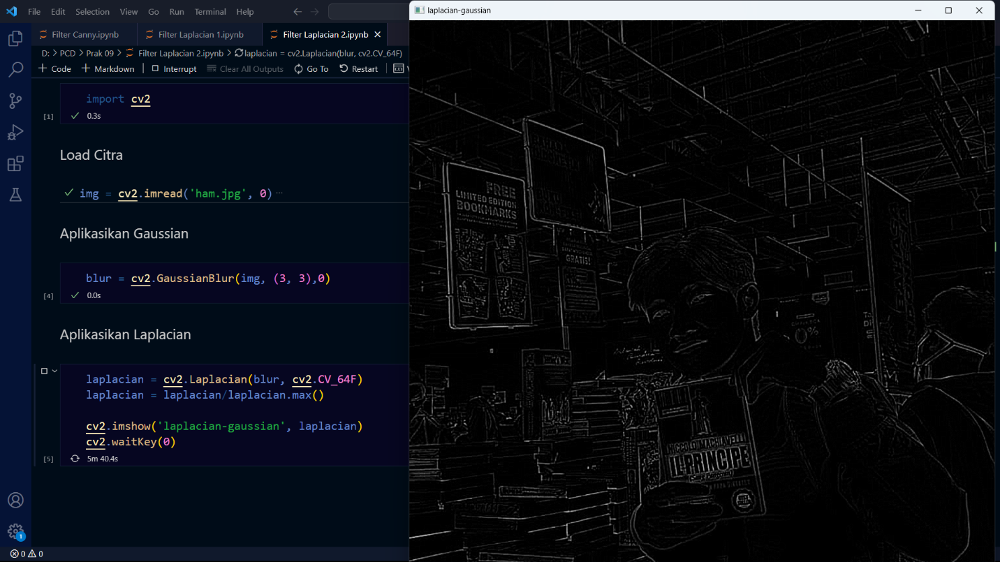 File Edit Selection View Go Run Terminal Help
laplacian-gaussian
Filter Canny.ipynb Filter Laplacian 1.ipynb Filter Laplacian 2.ipynb
D: > PCD > Prak 09 > Filter Laplacian 2.ipynb > laplacian = cv2.Laplacian(blur, cv2.CV_64F)
+ Code + Markdown Interrupt Clear All Outputs Go To Restart
import cv2
[1] 0.3s
Load Citra
img = cv2.imread('ham.jpg', 0) ...
Aplikasikan Gaussian
blur = cv2.GaussianBlur(img, (3, 3),0)
[4] 0.0s
Aplikasikan Laplacian
laplacian = cv2.Laplacian(blur, cv2.CV_64F)
laplacian = laplacian/laplacian.max()
cv2.imshow('laplacian-gaussian', laplacian)
cv2.waitKey(0)
[5] 5m 40.4s
1
0 0
FREE
LIMITED EDITION
BOOKMARKS
GRATIS!
0%
IL PRINCIPE